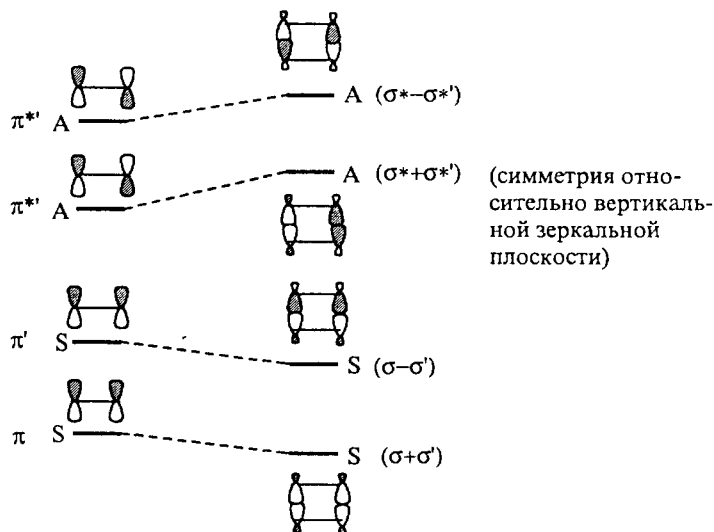 π*' A
A (σ*−σ*')
π*' A
A (σ*+σ*')
(симметрия отно-
сительно вертикаль-
ной зеркальной
плоскости)
π' S
S (σ−σ')
π S
S (σ+σ')